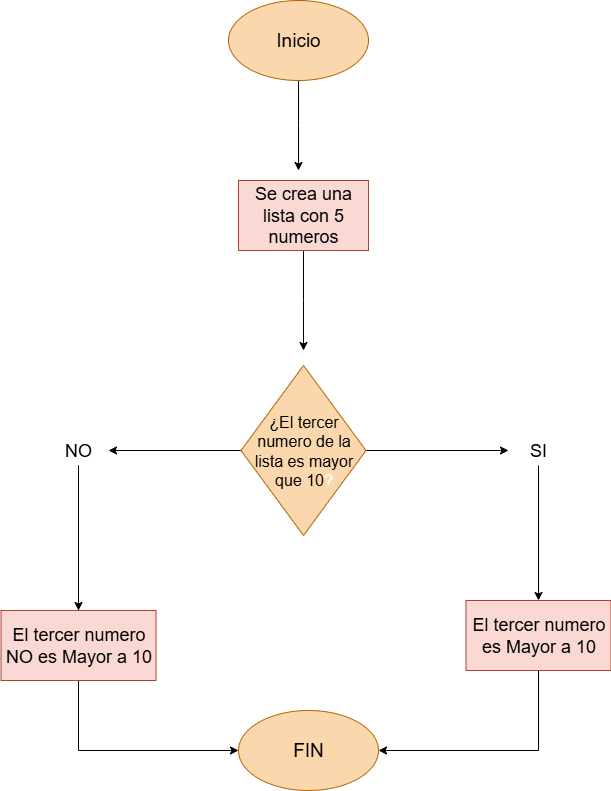 Inicio
Se crea una
lista con 5
numeros
¿El tercer
numero de la
lista es mayor
que 10?
NO
SI
El tercer numero
NO es Mayor a 10
El tercer numero
es Mayor a 10
FIN